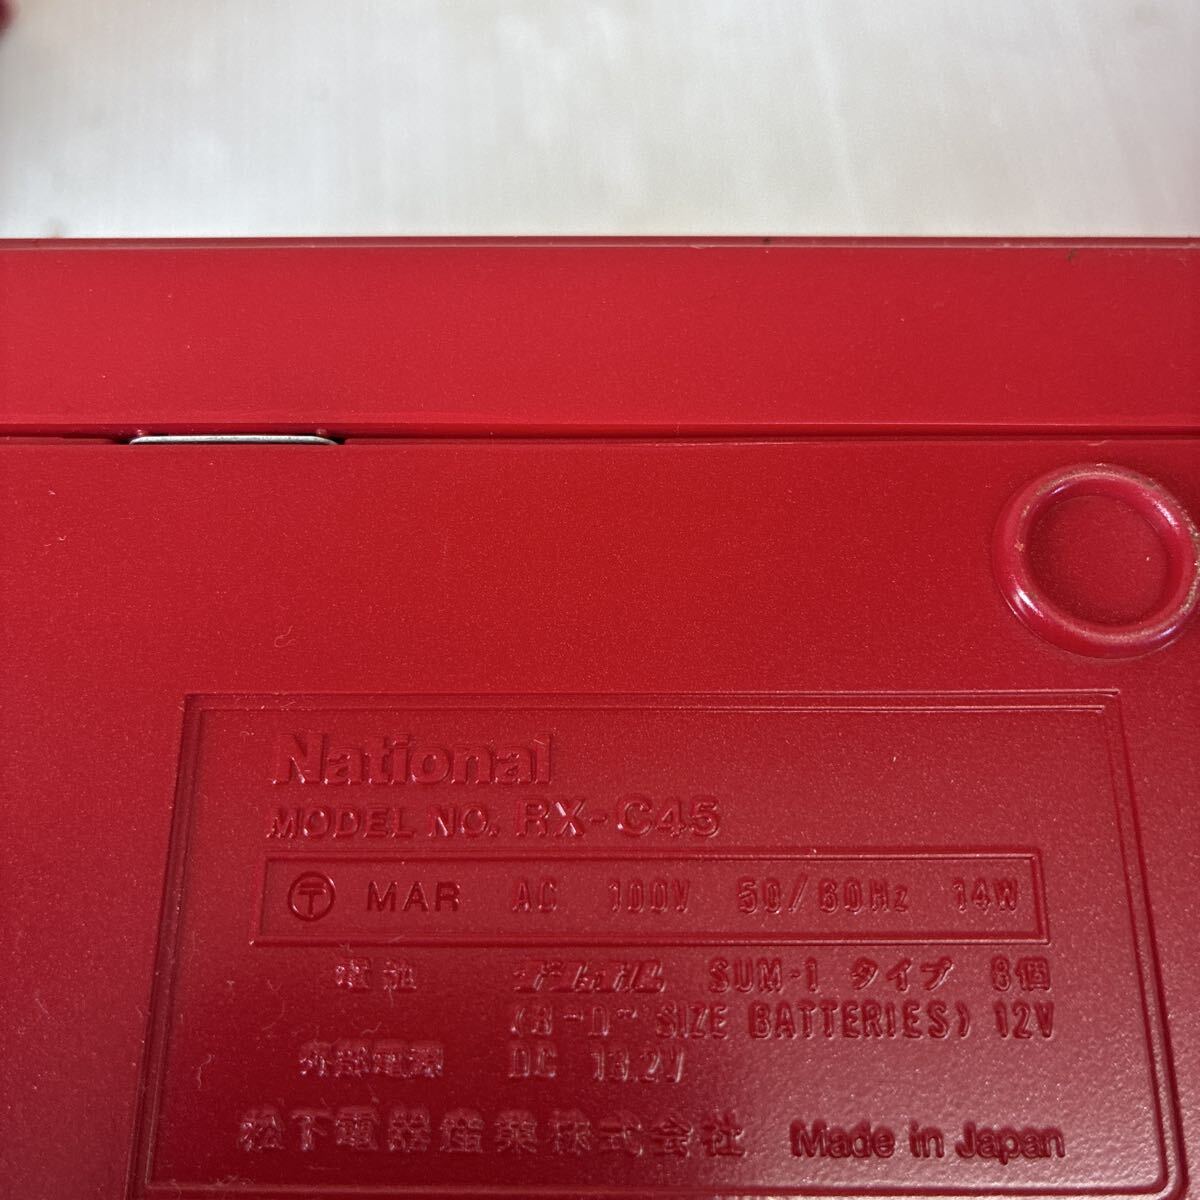 National
MODEL NO. RX-C45
〒 MAR AC 100V 50/60Hz 14W
電池 ナショナル SUM-1 タイプ 8個
(8-"D" SIZE BATTERIES) 12V
外部電源 DC 13.2V
松下電器産業株式会社 Made in Japan